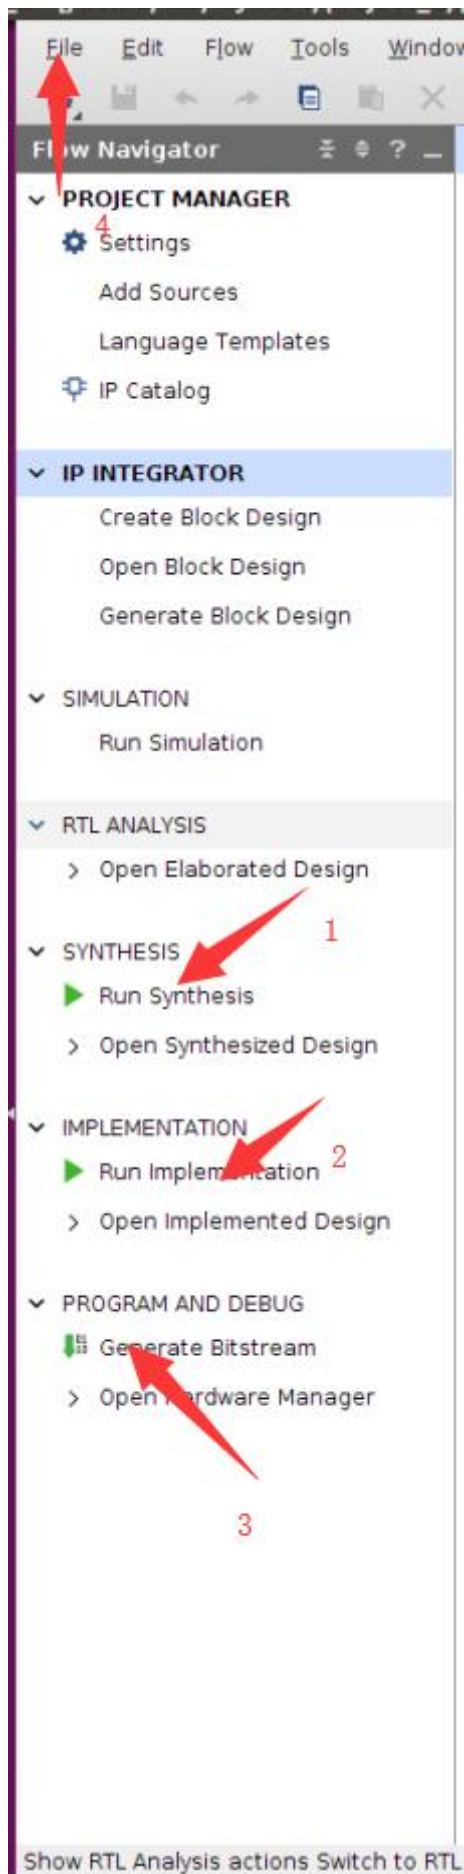 File Edit Flow Tools Window
Flow Navigator ?
PROJECT MANAGER
4
Settings
Add Sources
Language Templates
IP Catalog
IP INTEGRATOR
Create Block Design
Open Block Design
Generate Block Design
SIMULATION
Run Simulation
RTL ANALYSIS
Open Elaborated Design
1
SYNTHESIS
Run Synthesis
Open Synthesized Design
IMPLEMENTATION
2
Run Implementation
Open Implemented Design
PROGRAM AND DEBUG
Generate Bitstream
Open Hardware Manager
3
Show RTL Analysis actions Switch to RTL